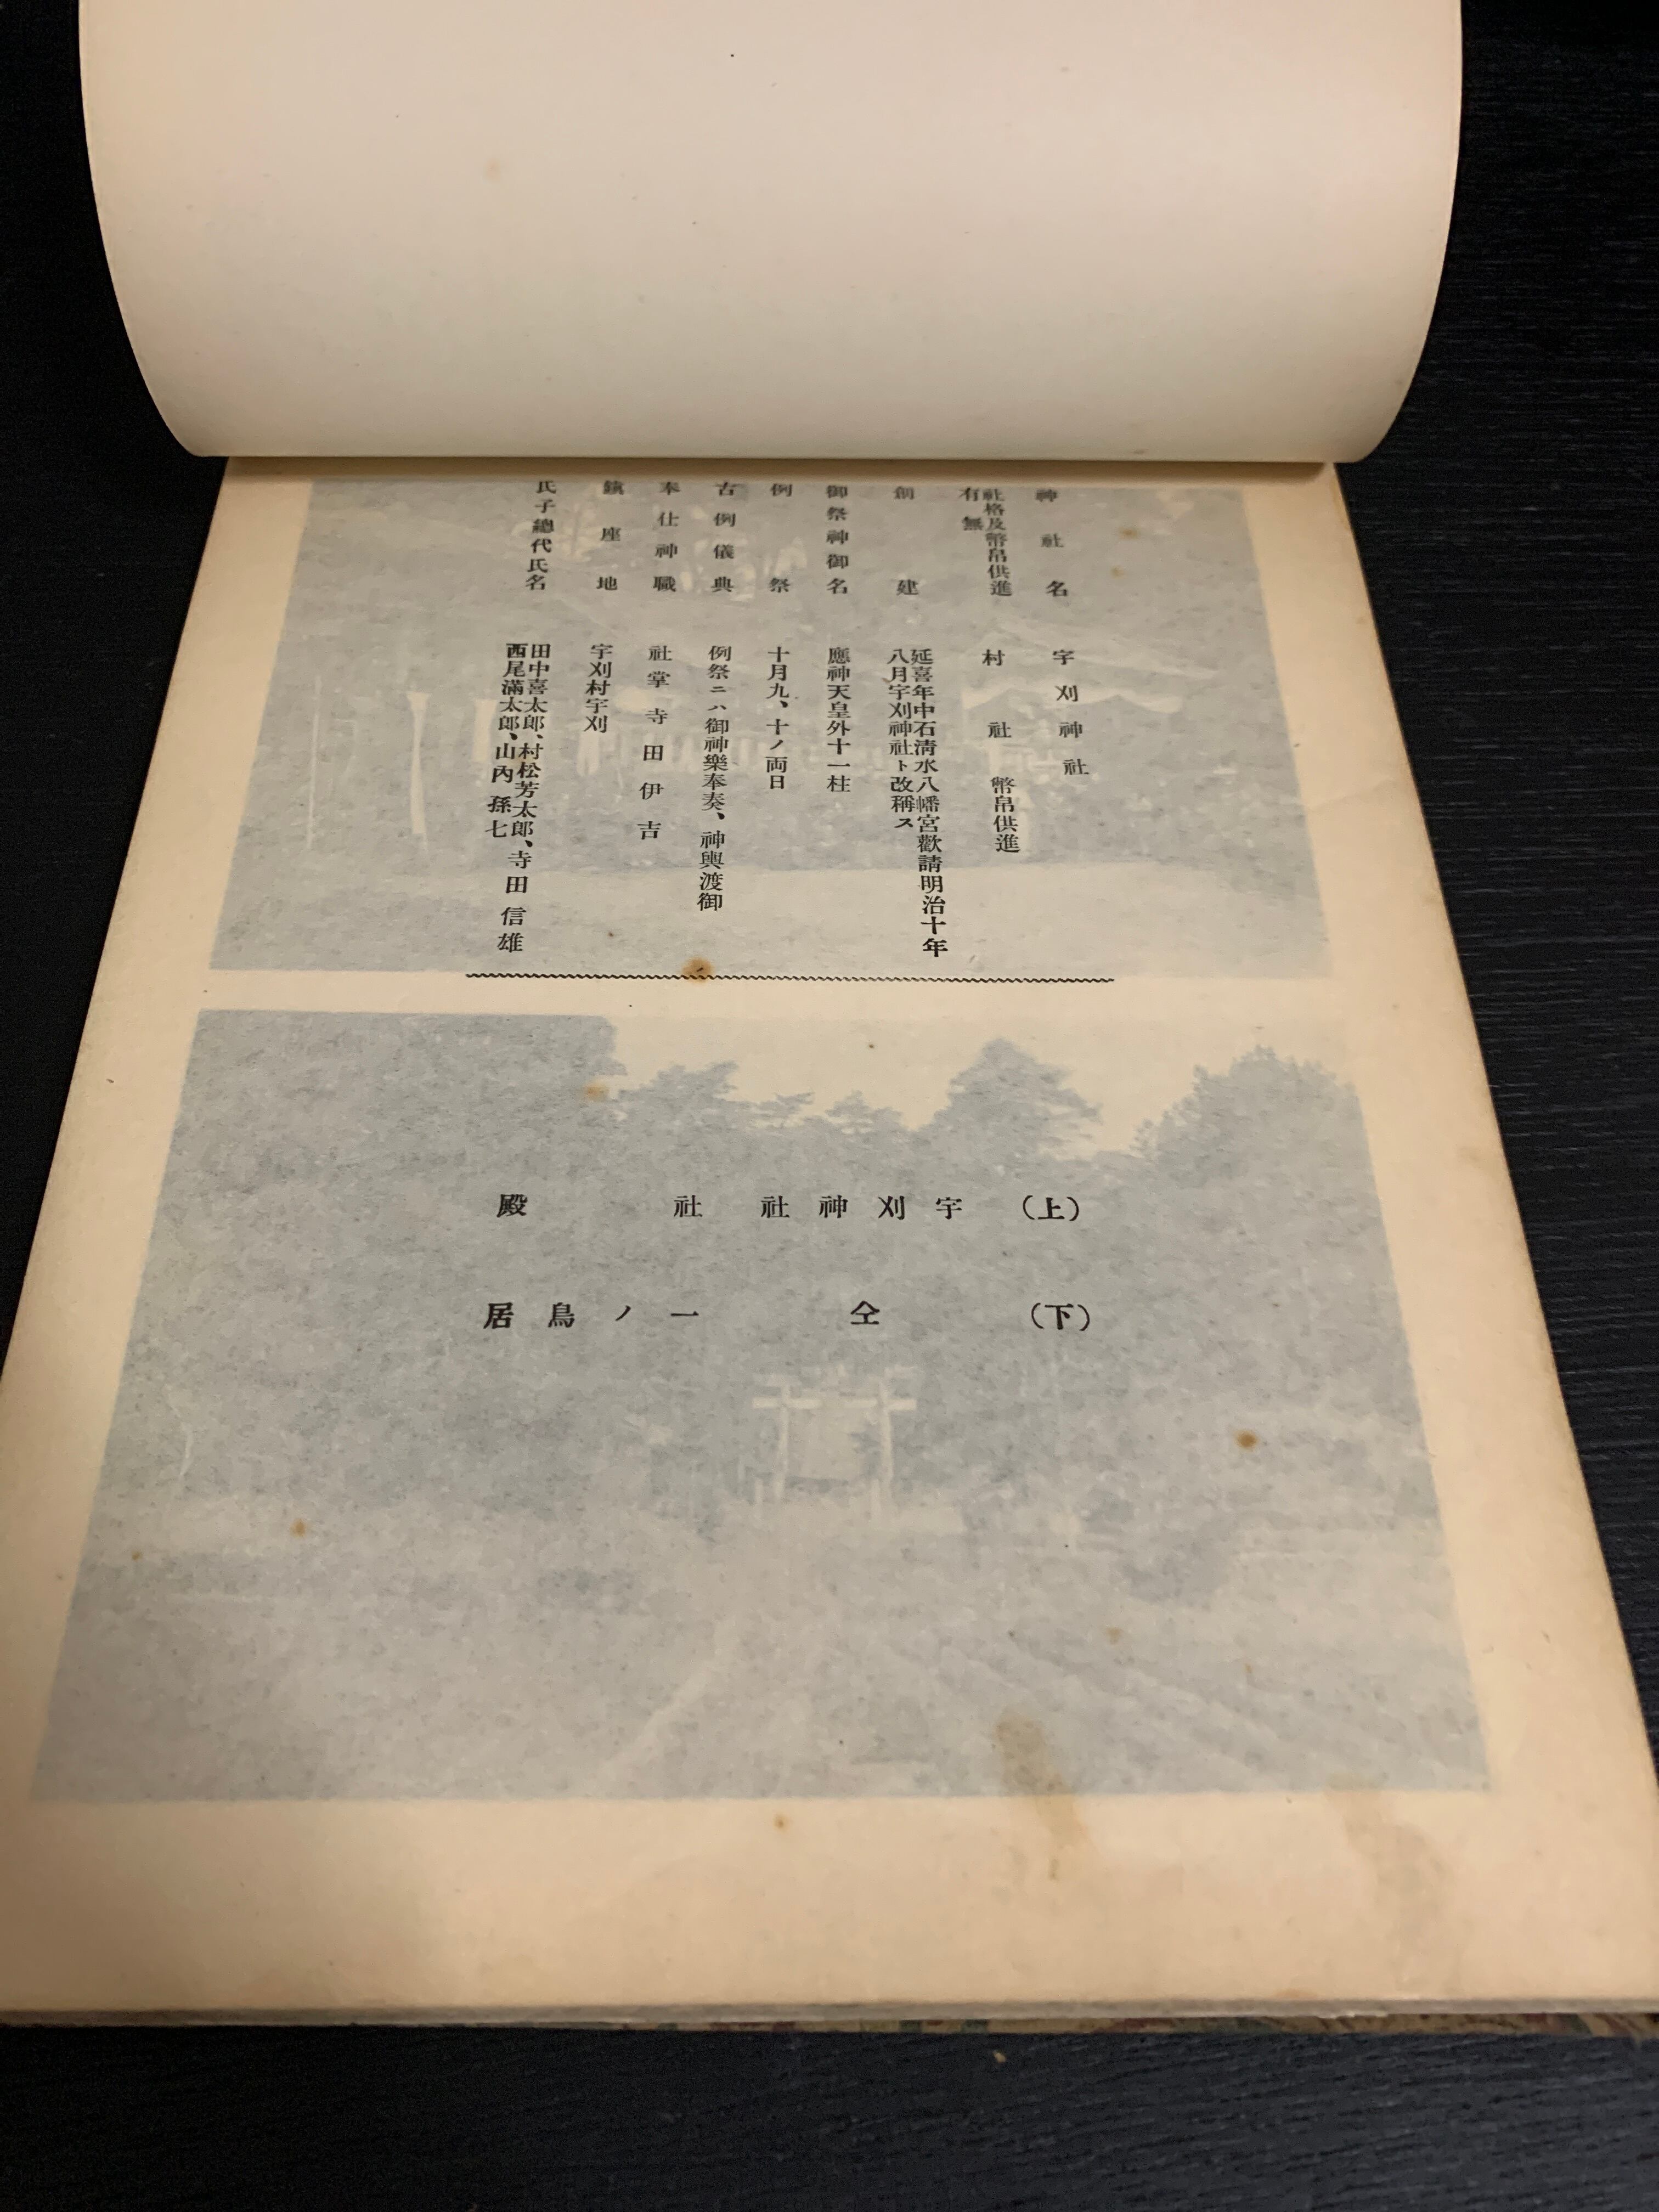 神社名　宇刈神社
社格及幣帛供進有無　村社　幣帛供進
創建　延喜年中石清水八幡宮歡請明治十年
八月宇刈神社ト改稱ス
御祭神御名　應神天皇外十一柱
例祭　十月九、十ノ両日
古例儀典　例祭ニハ御神樂奉奏、神輿渡御
奉仕神職　社掌寺田伊吉
鎮座地　宇刈村宇刈
氏子總代氏名　田中喜太郎、村松芳太郎、寺田信雄
西尾滿太郎、山內孫七
(上)　宇刈神社社殿
(下)　仝　一ノ鳥居